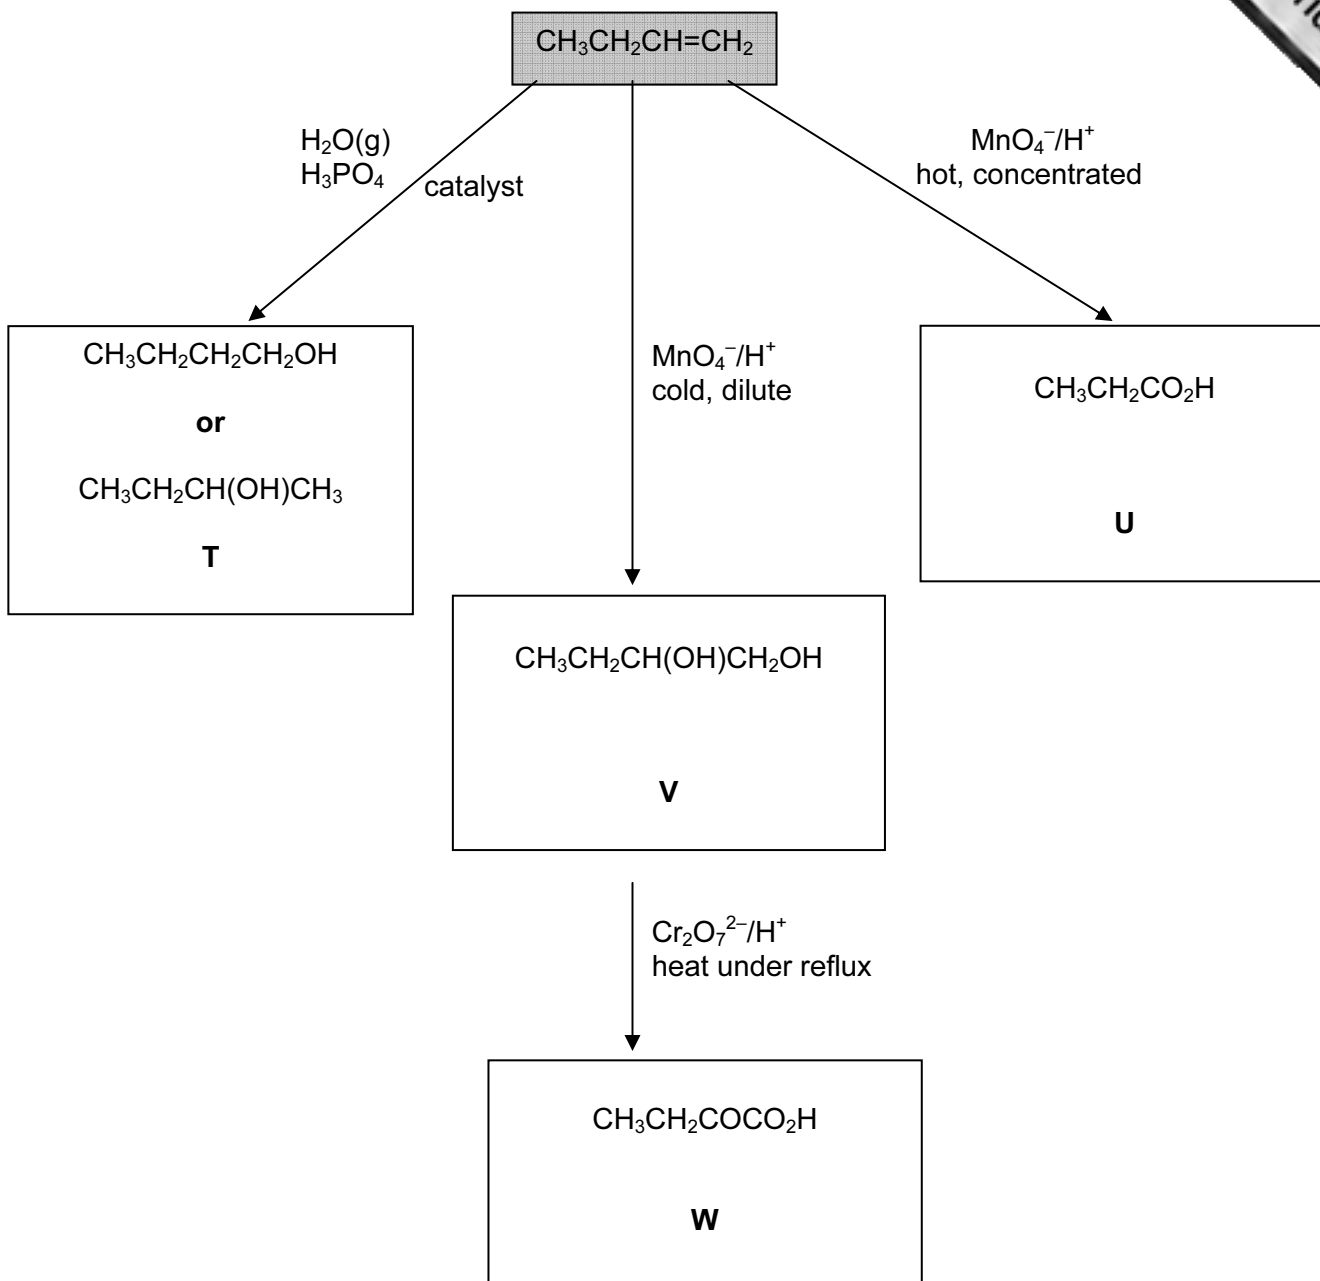 CH₃CH₂CH=CH₂
H₂O(g)
H₃PO₄
catalyst
MnO₄⁻/H⁺
hot, concentrated
CH₃CH₂CH₂CH₂OH
or
CH₃CH₂CH(OH)CH₃
T
MnO₄⁻/H⁺
cold, dilute
CH₃CH₂CO₂H
U
CH₃CH₂CH(OH)CH₂OH
V
Cr₂O₇²⁻/H⁺
heat under reflux
CH₃CH₂COCO₂H
W